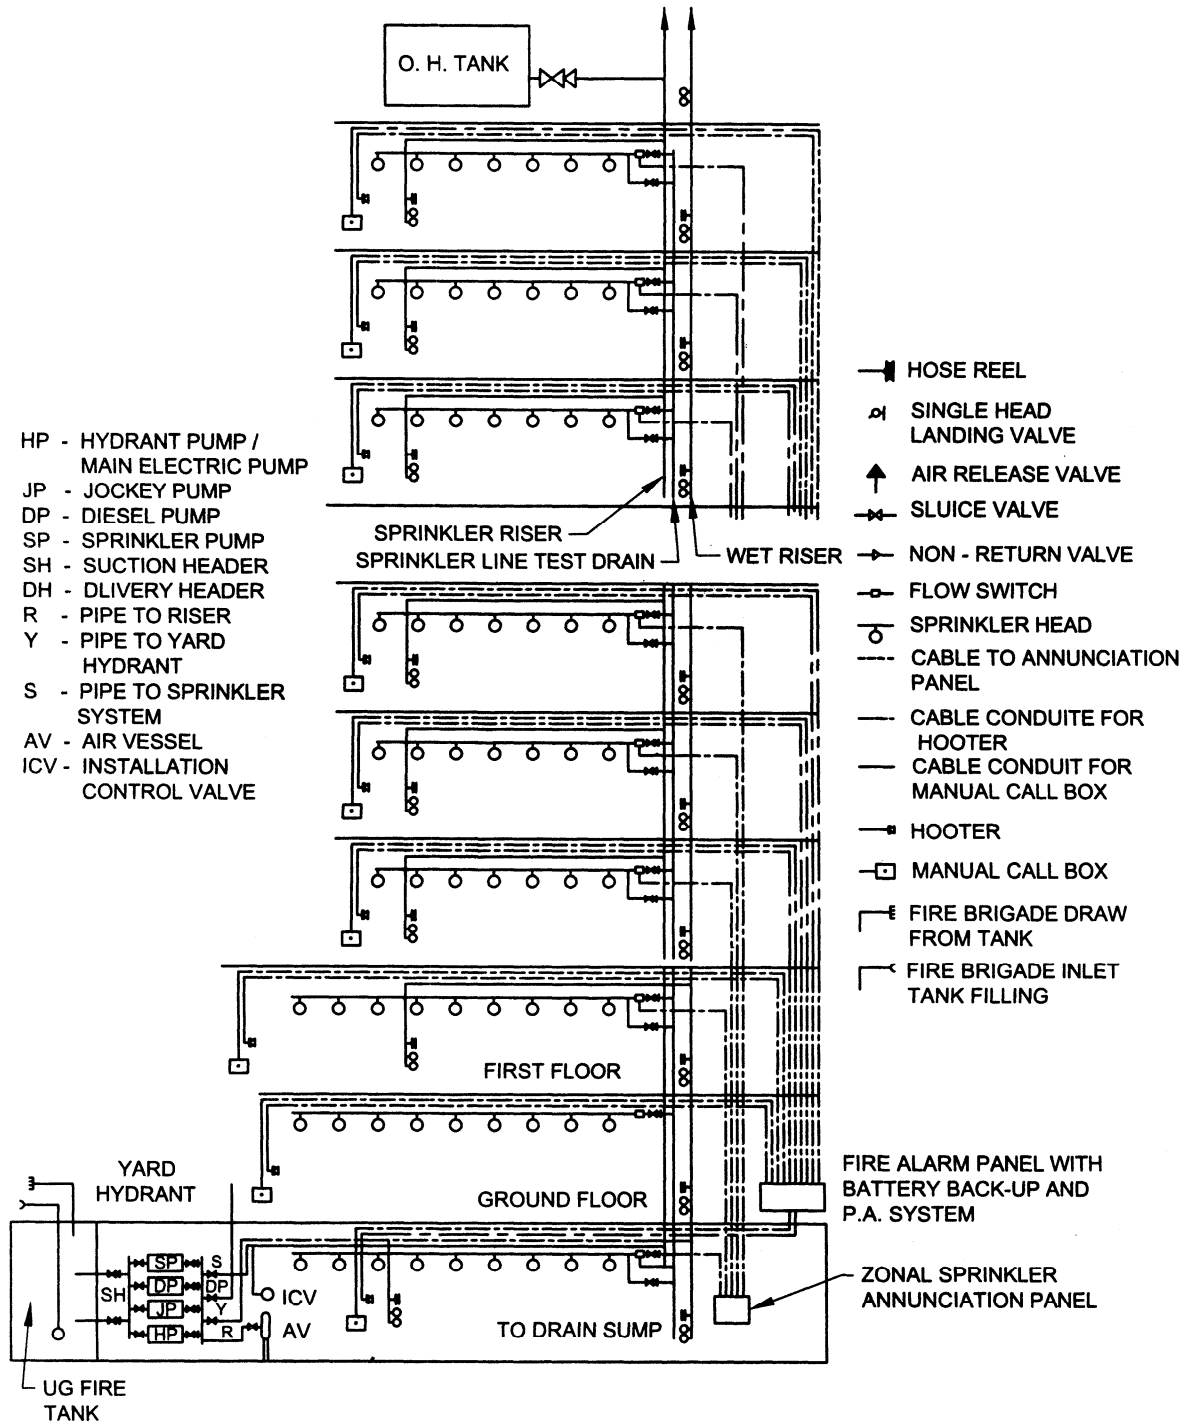 O. H. TANK
HP - HYDRANT PUMP /
MAIN ELECTRIC PUMP
JP - JOCKEY PUMP
DP - DIESEL PUMP
SP - SPRINKLER PUMP
SH - SUCTION HEADER
DH - DLIVERY HEADER
R - PIPE TO RISER
Y - PIPE TO YARD
HYDRANT
S - PIPE TO SPRINKLER
SYSTEM
AV - AIR VESSEL
ICV - INSTALLATION
CONTROL VALVE
SPRINKLER RISER
SPRINKLER LINE TEST DRAIN
WET RISER
HOSE REEL
SINGLE HEAD
LANDING VALVE
AIR RELEASE VALVE
SLUICE VALVE
NON - RETURN VALVE
FLOW SWITCH
SPRINKLER HEAD
CABLE TO ANNUNCIATION
PANEL
CABLE CONDUITE FOR
HOOTER
CABLE CONDUIT FOR
MANUAL CALL BOX
HOOTER
MANUAL CALL BOX
FIRE BRIGADE DRAW
FROM TANK
FIRE BRIGADE INLET
TANK FILLING
FIRST FLOOR
GROUND FLOOR
YARD
HYDRANT
FIRE ALARM PANEL WITH
BATTERY BACK-UP AND
P.A. SYSTEM
SP
S
DP
DP
SH
JP
Y
HP
R
ICV
AV
TO DRAIN SUMP
ZONAL SPRINKLER
ANNUNCIATION PANEL
UG FIRE
TANK